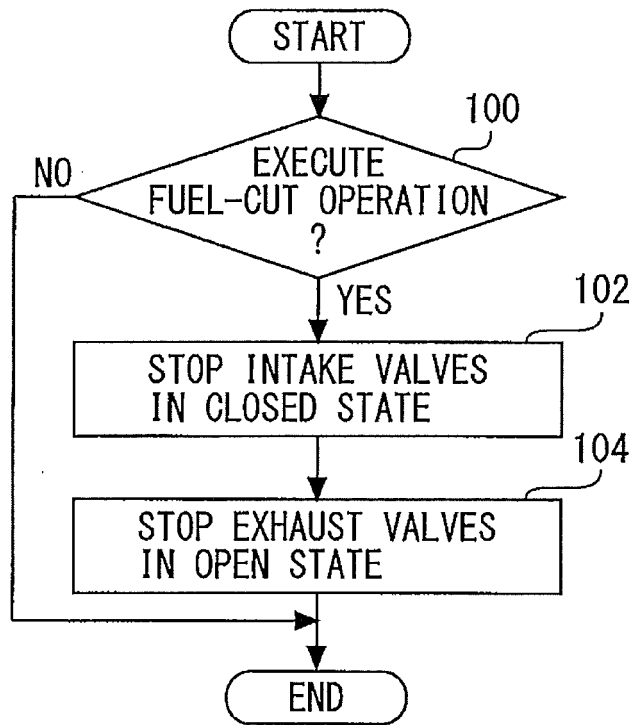 START
100
EXECUTE
FUEL-CUT OPERATION
?
NO
YES
102
STOP INTAKE VALVES
IN CLOSED STATE
104
STOP EXHAUST VALVES
IN OPEN STATE
END